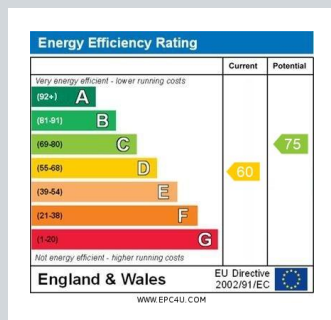 Energy Efficiency Rating
Current Potential
Very energy efficient - lower running costs
(92+) A
(81-91) B
(69-80) C 75
(55-68) D 60
(39-54) E
(21-38) F
(1-20) G
Not energy efficient - higher running costs
England & Wales
EU Directive
2002/91/EC
WWW.EPC4U.COM